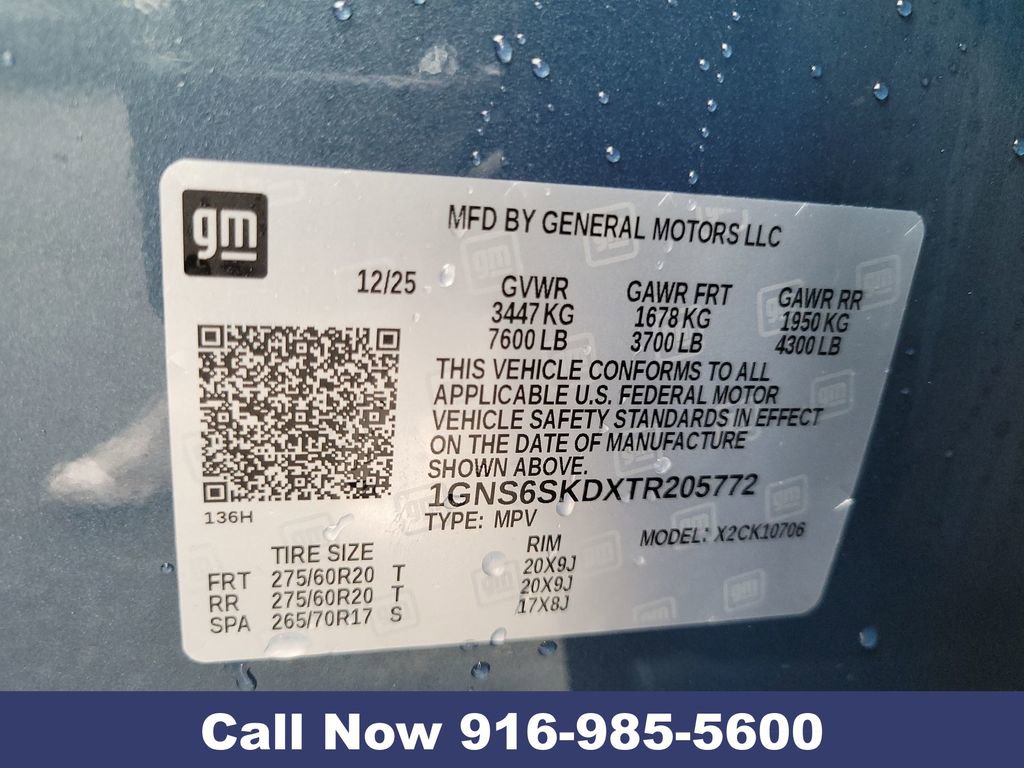 gm
MFD BY GENERAL MOTORS LLC
12/25
GVWR GAWR FRT GAWR RR
3447 KG 1678 KG 1950 KG
7600 LB 3700 LB 4300 LB
THIS VEHICLE CONFORMS TO ALL
APPLICABLE U.S. FEDERAL MOTOR
VEHICLE SAFETY STANDARDS IN EFFECT
ON THE DATE OF MANUFACTURE
SHOWN ABOVE.
1GNS6SKDXTR205772
136H
TYPE: MPV MODEL: X2CK10706
TIRE SIZE RIM
FRT 275/60R20 T 20X9J
RR 275/60R20 T 20X9J
SPA 265/70R17 S 17X8J
Call Now 916-985-5600